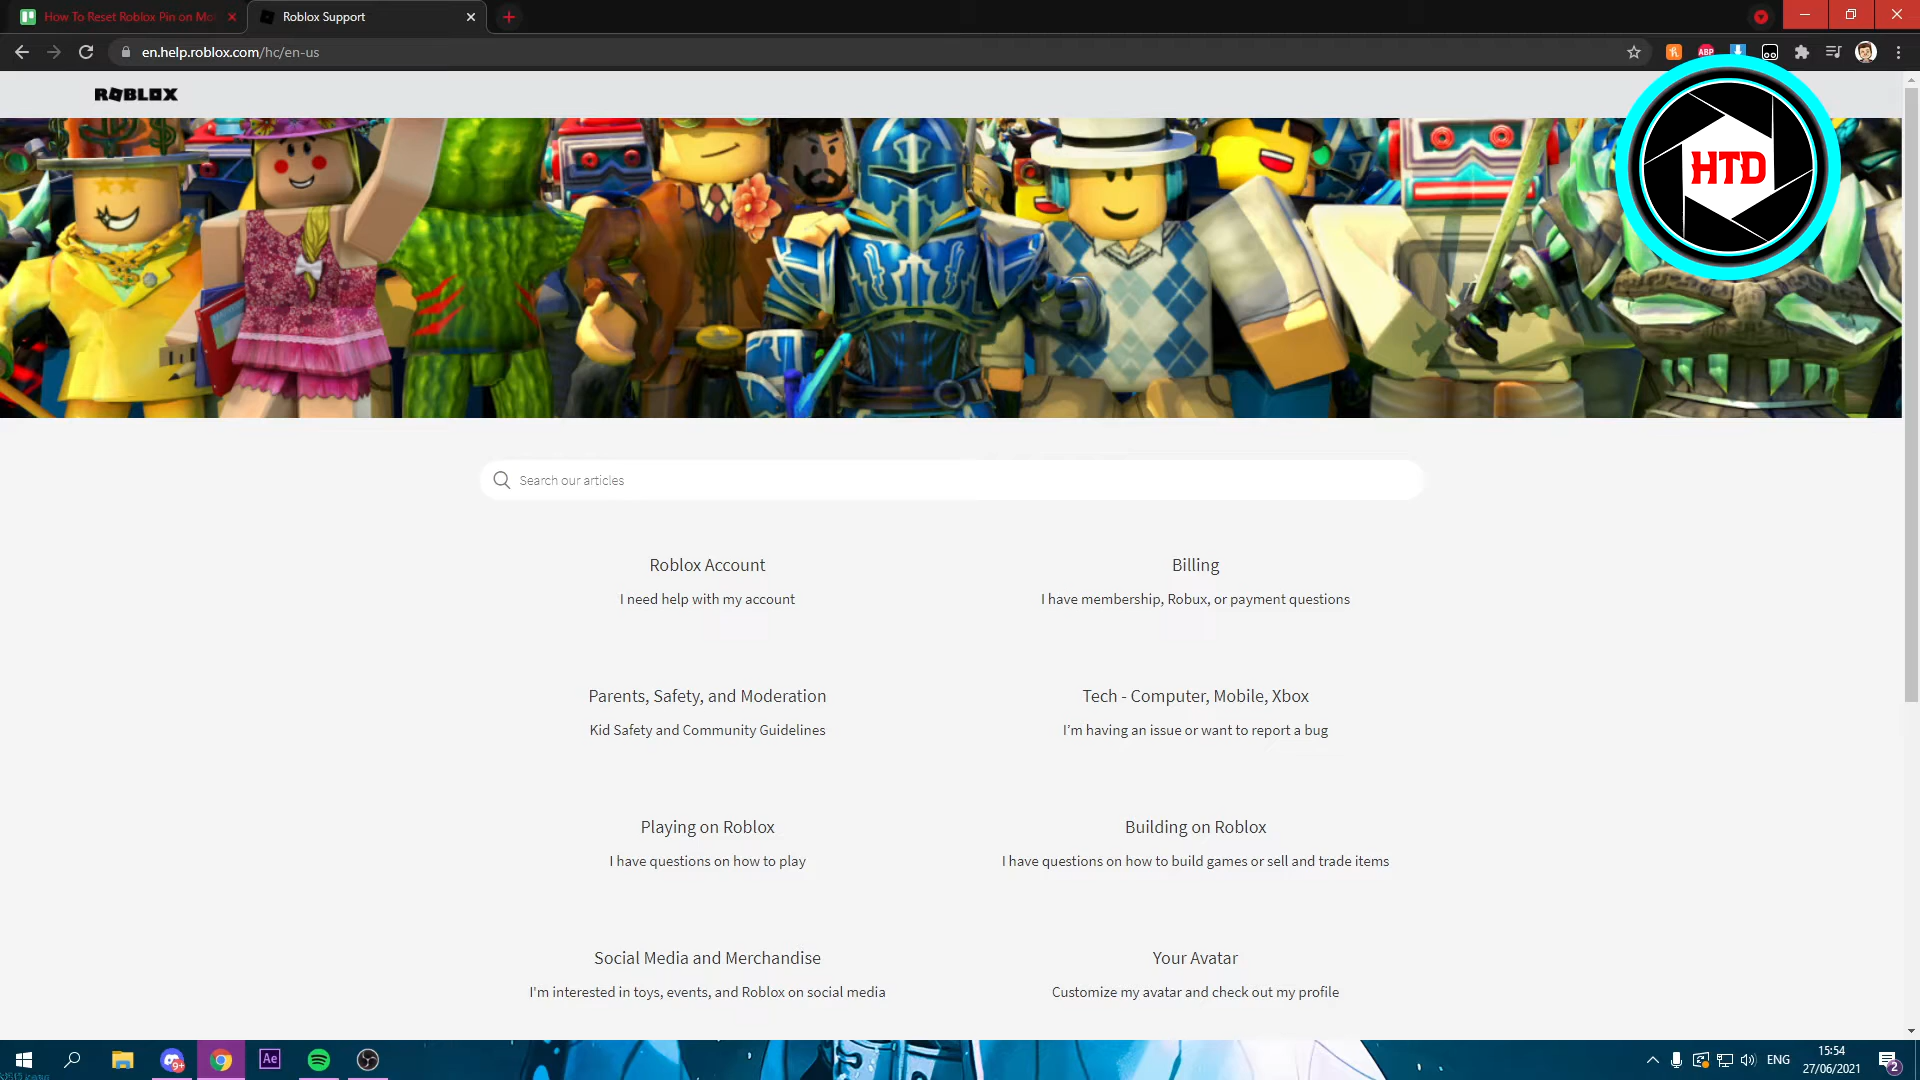 How To Reset Roblox Pin on Mo
Roblox Support
en.help.roblox.com/hc/en-us
ABP
ROBLOX
HTD
Search our articles
Roblox Account
Billing
I need help with my account
I have membership, Robux, or payment questions
Parents, Safety, and Moderation
Tech - Computer, Mobile, Xbox
Kid Safety and Community Guidelines
I'm having an issue or want to report a bug
Playing on Roblox
Building on Roblox
I have questions on how to play
I have questions on how to build games or sell and trade items
Social Media and Merchandise
Your Avatar
I'm interested in toys, events, and Roblox on social media
Customize my avatar and check out my profile
9+
Ae
ENG
15:54
27/06/2021
2